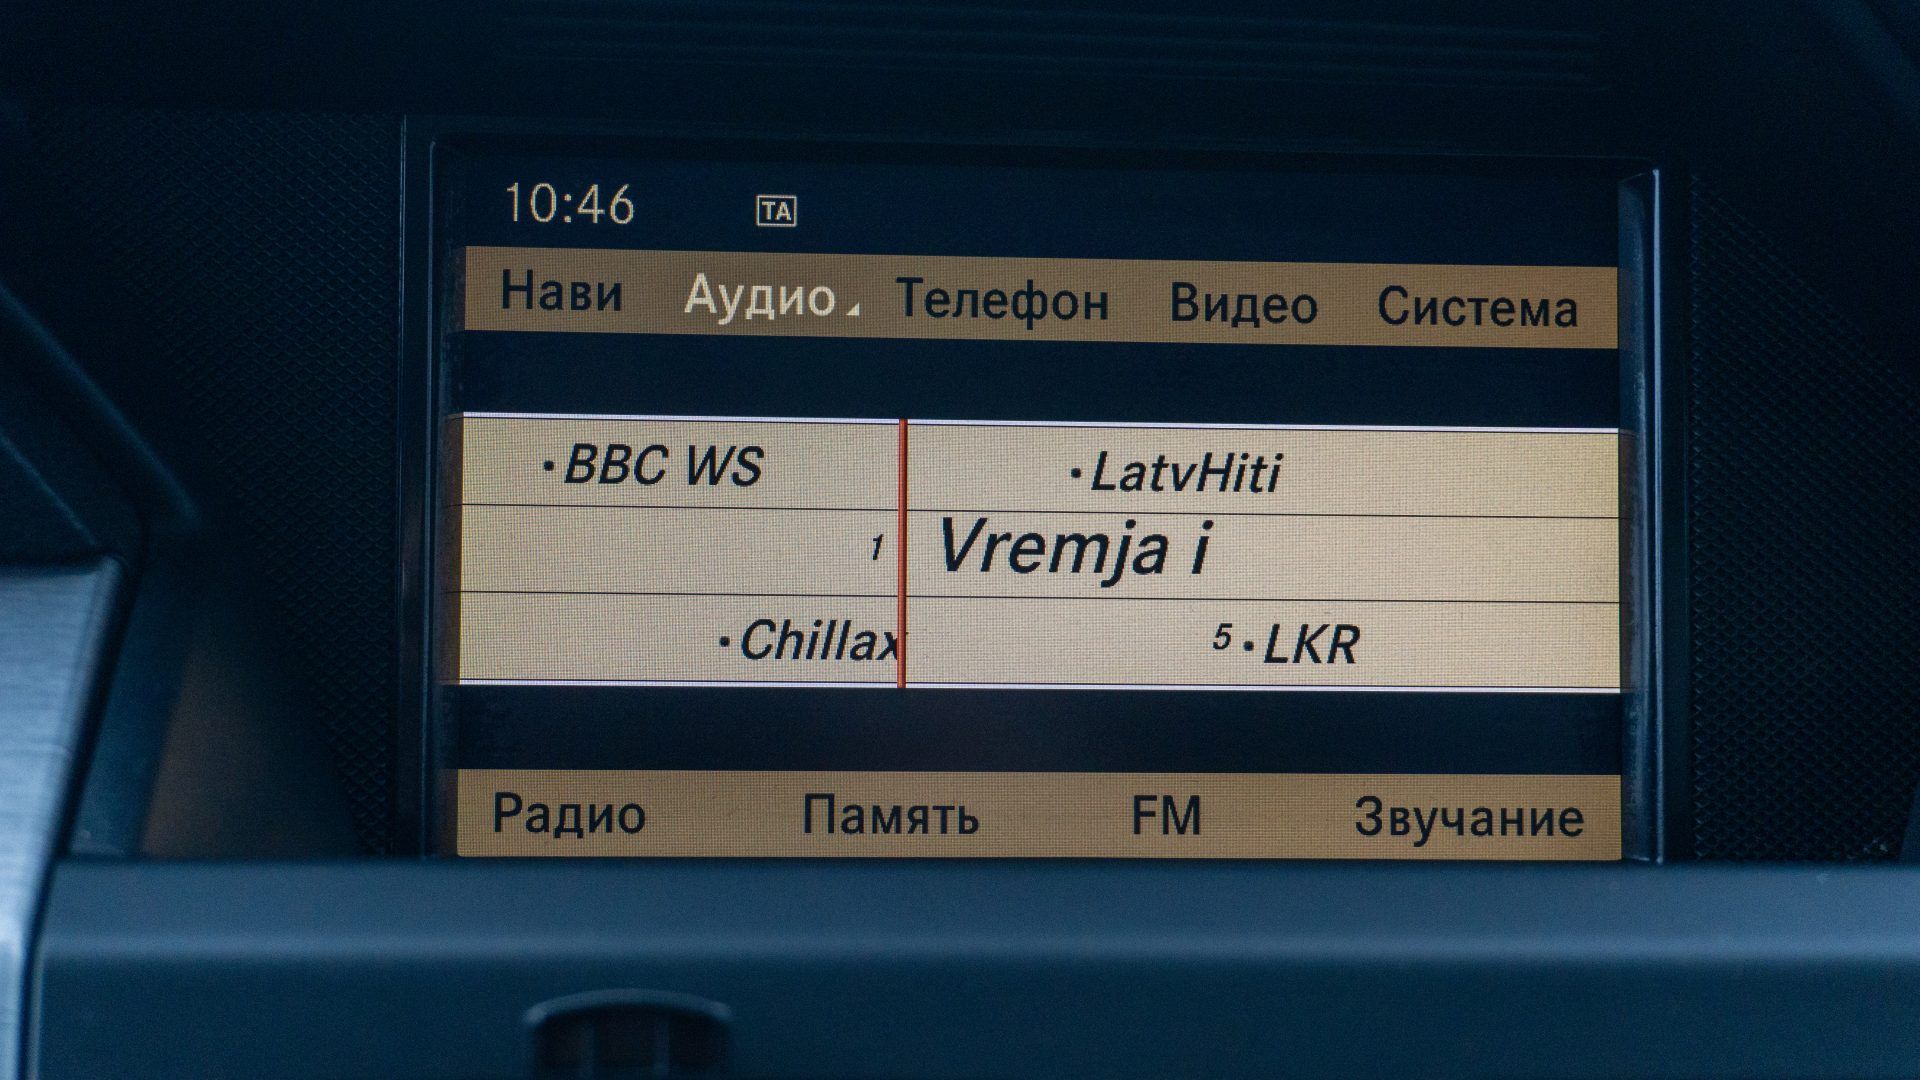 10:46 TA
Нави Аудио Телефон Видео Система
·BBC WS ·LatvHiti
1 Vremja i
·Chillax 5·LKR
Радио Память FM Звучание